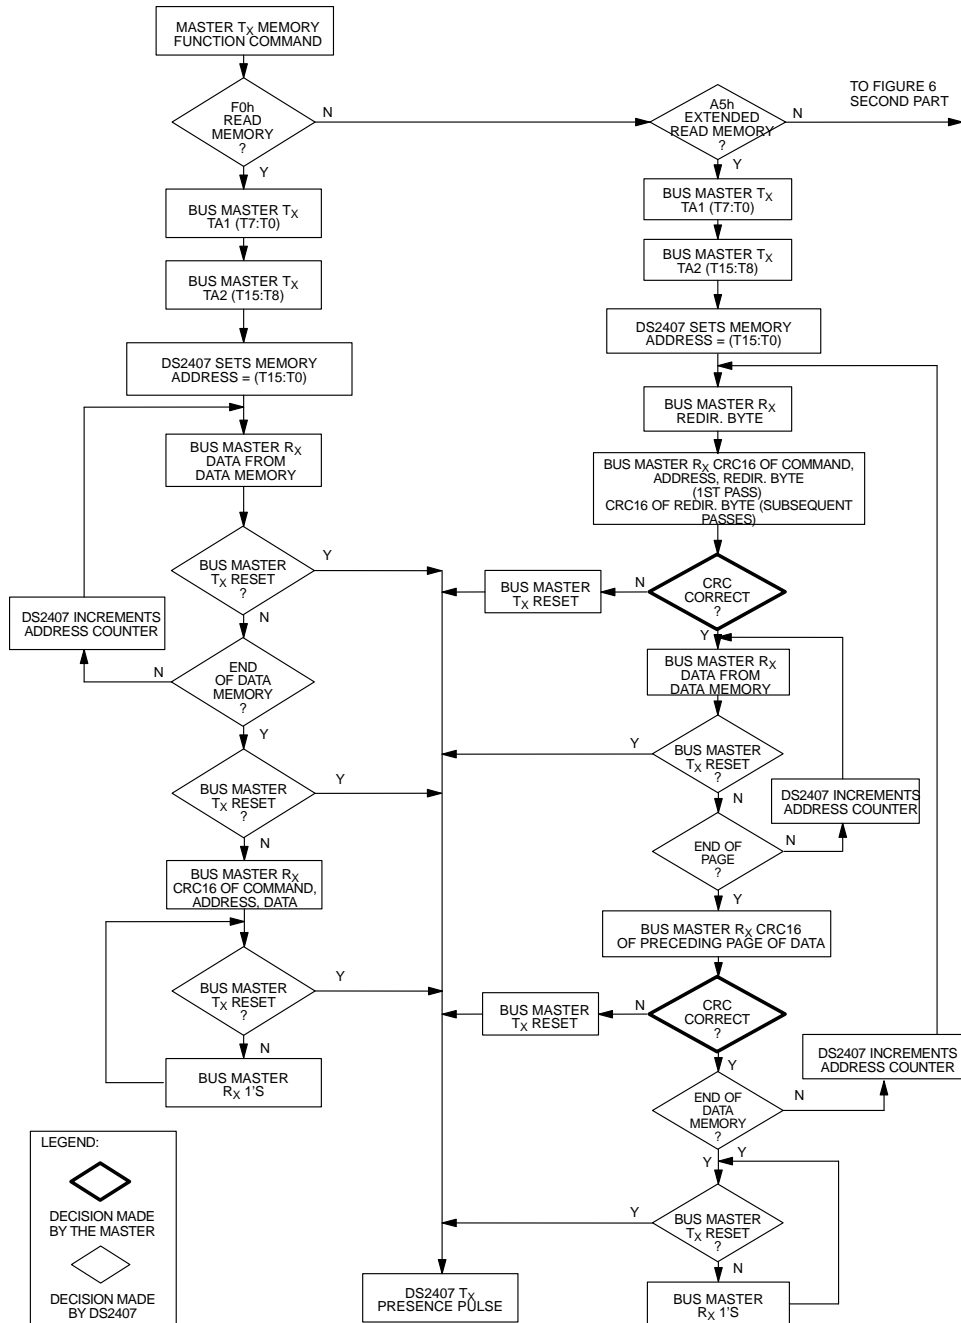 MASTER TX MEMORY
FUNCTION COMMAND
F0h
READ
MEMORY
?
N
Y
A5h
EXTENDED
READ MEMORY
?
N
Y
TO FIGURE 6
SECOND PART
BUS MASTER TX
TA1 (T7:T0)
BUS MASTER TX
TA2 (T15:T8)
DS2407 SETS MEMORY
ADDRESS = (T15:T0)
BUS MASTER RX
DATA FROM
DATA MEMORY
BUS MASTER
TX RESET
?
Y
N
DS2407 INCREMENTS
ADDRESS COUNTER
END
OF DATA
MEMORY
?
N
Y
BUS MASTER
TX RESET
?
Y
N
BUS MASTER RX
CRC16 OF COMMAND,
ADDRESS, DATA
BUS MASTER
TX RESET
?
Y
N
BUS MASTER
RX 1'S
BUS MASTER TX
TA1 (T7:T0)
BUS MASTER TX
TA2 (T15:T8)
DS2407 SETS MEMORY
ADDRESS = (T15:T0)
BUS MASTER RX
REDIR. BYTE
BUS MASTER RX CRC16 OF COMMAND,
ADDRESS, REDIR. BYTE
(1ST PASS)
CRC16 OF REDIR. BYTE (SUBSEQUENT
PASSES)
CRC
CORRECT
?
N
Y
BUS MASTER
TX RESET
BUS MASTER RX
DATA FROM
DATA MEMORY
BUS MASTER
TX RESET
?
Y
N
DS2407 INCREMENTS
ADDRESS COUNTER
END OF
PAGE
?
N
Y
BUS MASTER RX CRC16
OF PRECEDING PAGE OF DATA
CRC
CORRECT
?
N
Y
BUS MASTER
TX RESET
DS2407 INCREMENTS
ADDRESS COUNTER
END OF
DATA
MEMORY
?
N
Y
Y
BUS MASTER
TX RESET
?
Y
N
BUS MASTER
RX 1'S
DS2407 TX
PRESENCE PULSE
LEGEND:
DECISION MADE
BY THE MASTER
DECISION MADE
BY DS2407